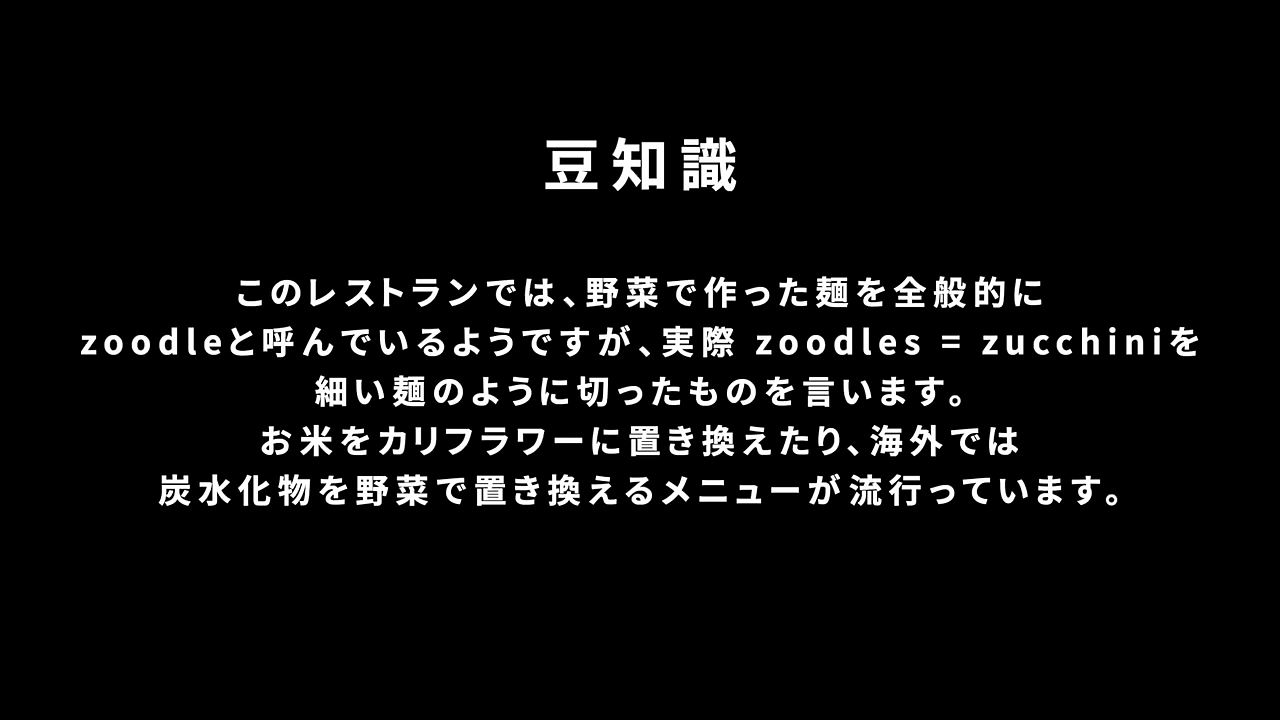 豆知識
このレストランでは、野菜で作った麺を全般的に
zoodleと呼んでいるようですが、実際 zoodles = zucchiniを
細い麺のように切ったものを言います。
お米をカリフラワーに置き換えたり、海外では
炭水化物を野菜で置き換えるメニューが流行っています。